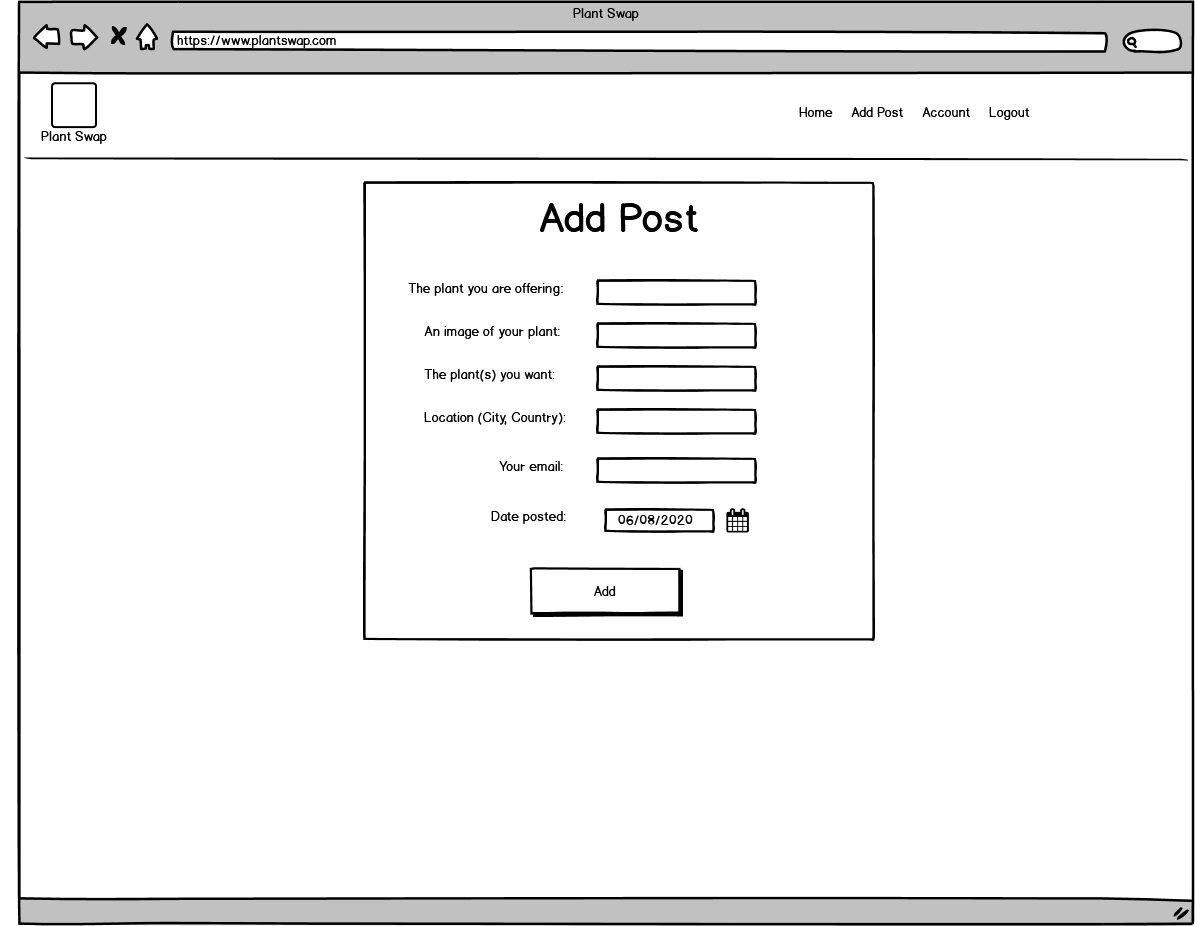 Plant Swap
https://www.plantswap.com
Plant Swap
Home Add Post Account Logout
Add Post
The plant you are offering:
An image of your plant:
The plant(s) you want:
Location (City, Country):
Your email:
Date posted: 06/08/2020
Add